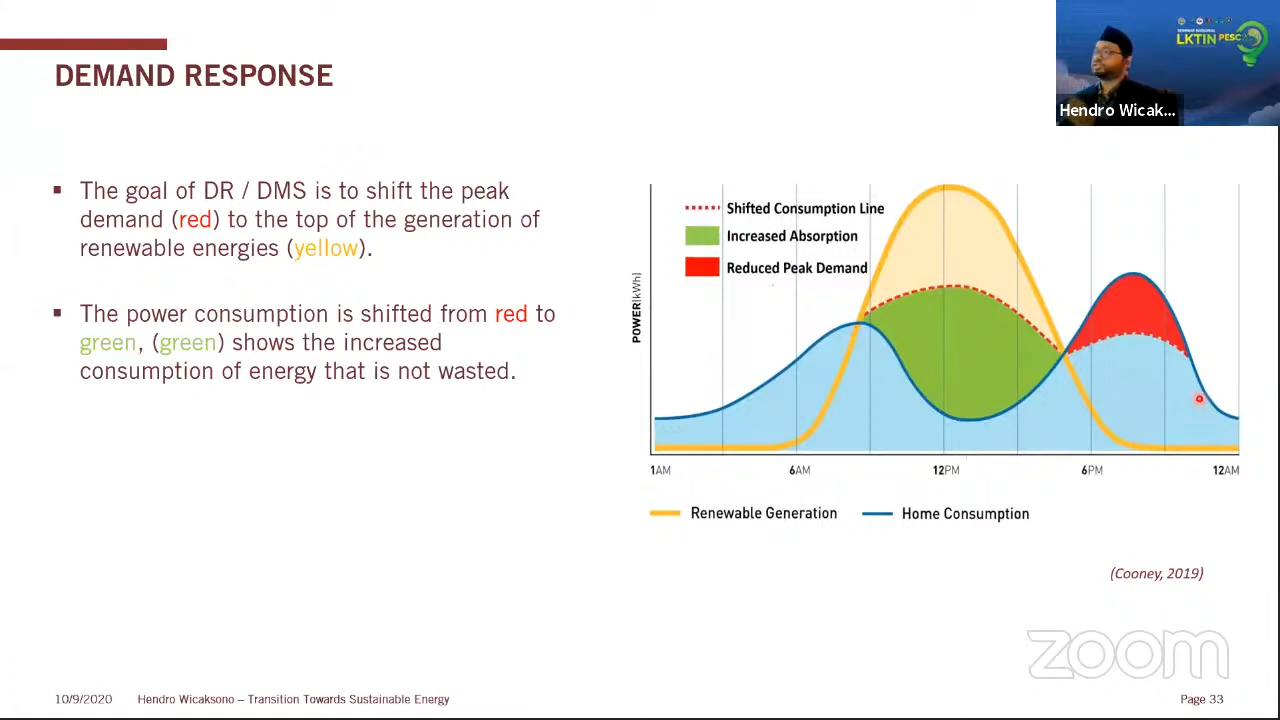 DEMAND RESPONSE
SEMINAR NASIONAL
LKTIN PESC
Hendro Wicak...
▪ The goal of DR / DMS is to shift the peak
demand (red) to the top of the generation of
renewable energies (yellow).
▪ The power consumption is shifted from red to
green, (green) shows the increased
consumption of energy that is not wasted.
Shifted Consumption Line
Increased Absorption
Reduced Peak Demand
POWER(kWh)
1AM 6AM 12PM 6PM 12AM
Renewable Generation Home Consumption
(Cooney, 2019)
zoom
10/9/2020 Hendro Wicaksono – Transition Towards Sustainable Energy Page 33